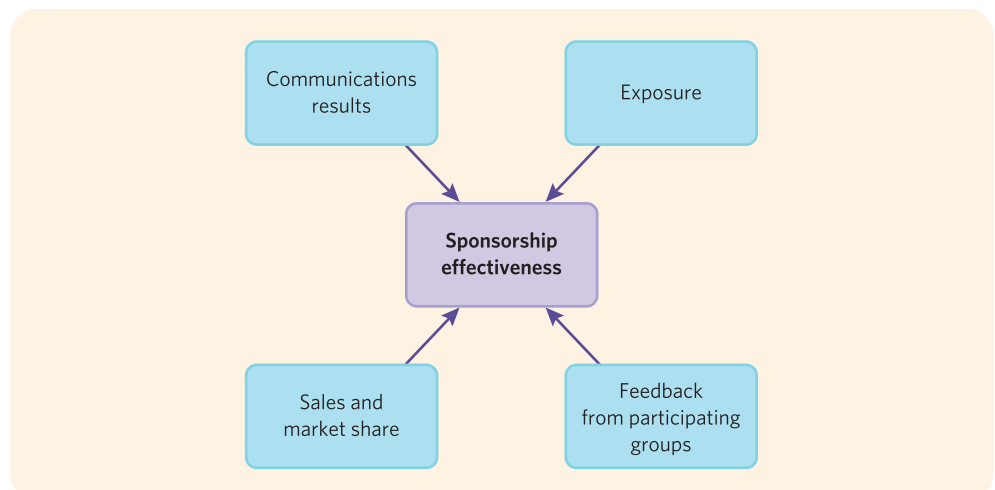 Communications
results
Exposure
Sponsorship
effectiveness
Sales and
market share
Feedback
from participating
groups